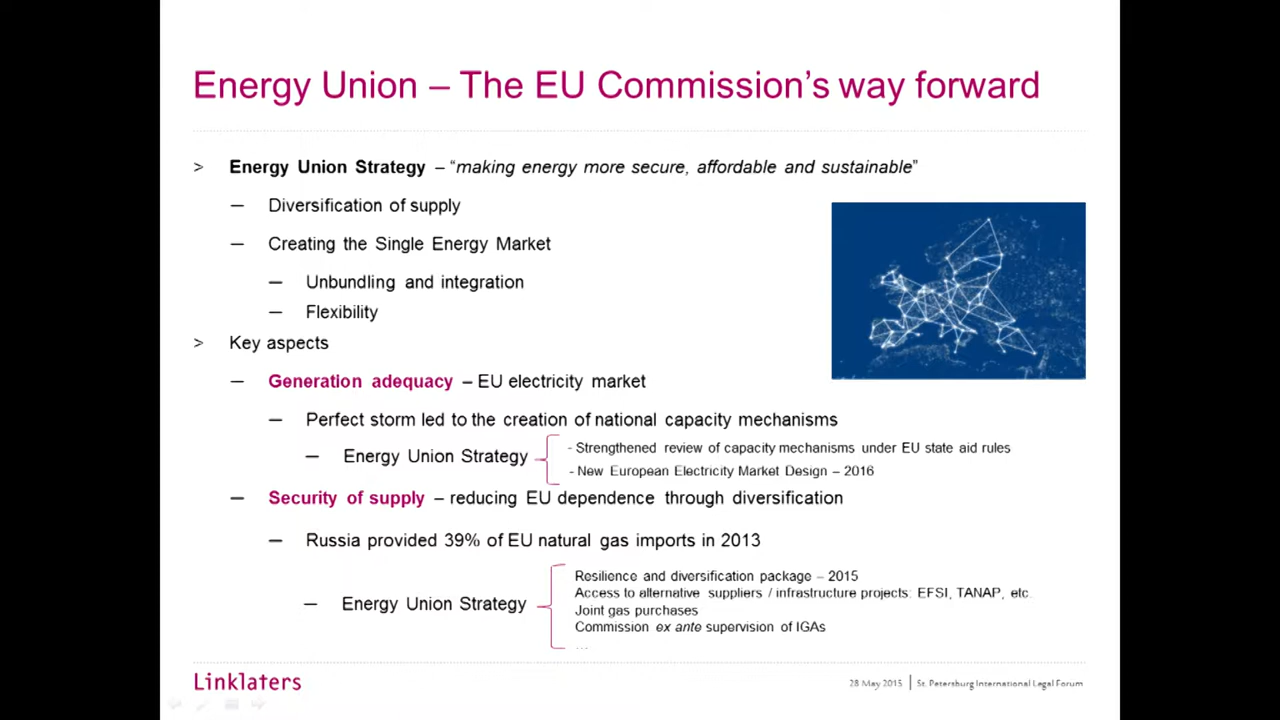 Energy Union – The EU Commission's way forward
> Energy Union Strategy – “making energy more secure, affordable and sustainable”
– Diversification of supply
– Creating the Single Energy Market
– Unbundling and integration
– Flexibility
> Key aspects
– Generation adequacy – EU electricity market
– Perfect storm led to the creation of national capacity mechanisms
– Energy Union Strategy
- Strengthened review of capacity mechanisms under EU state aid rules
- New European Electricity Market Design – 2016
– Security of supply – reducing EU dependence through diversification
– Russia provided 39% of EU natural gas imports in 2013
– Energy Union Strategy
Resilience and diversification package – 2015
Access to alternative suppliers / infrastructure projects: EFSI, TANAP, etc.
Joint gas purchases
Commission ex ante supervision of IGAs
...
Linklaters
28 May 2015 | St. Petersburg International Legal Forum